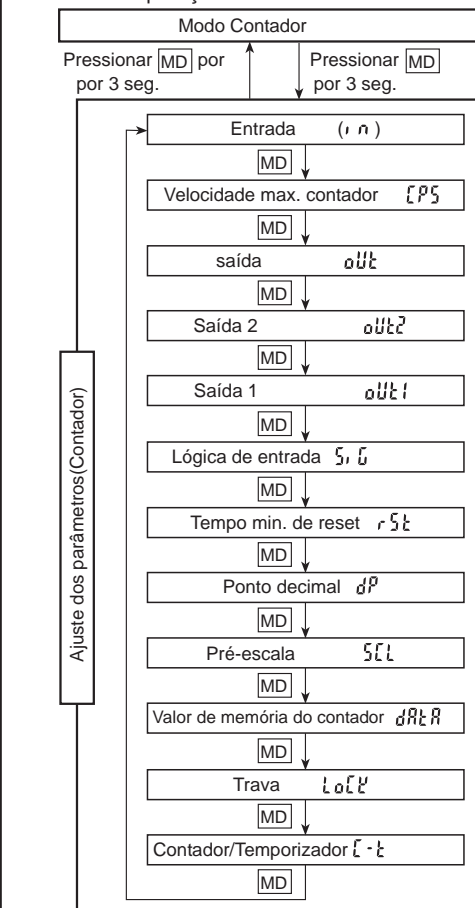 Modo Contador
Pressionar MD por
por 3 seg.
Pressionar MD
por 3 seg.
Ajuste dos parâmetros(Contador)
Entrada (in)
MD
Velocidade max. contador CPS
MD
saída oUt
MD
Saída 2 oUt2
MD
Saída 1 oUt1
MD
Lógica de entrada SiG
MD
Tempo min. de reset rSt
MD
Ponto decimal dP
MD
Pré-escala SCL
MD
Valor de memória do contador dAtA
MD
Trava LoCK
MD
Contador/Temporizador C-t
MD